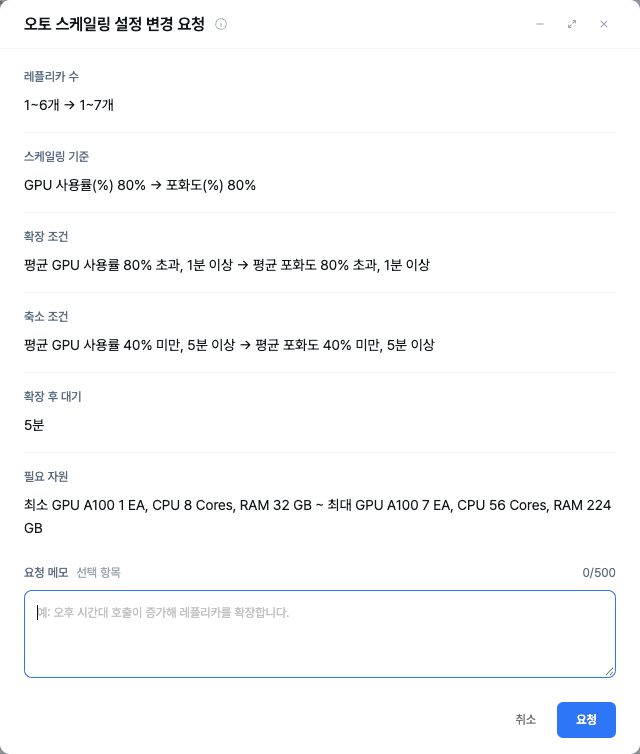 오토 스케일링 설정 변경 요청
레플리카 수
1~6개 → 1~7개
스케일링 기준
GPU 사용률(%) 80% → 포화도(%) 80%
확장 조건
평균 GPU 사용률 80% 초과, 1분 이상 → 평균 포화도 80% 초과, 1분 이상
축소 조건
평균 GPU 사용률 40% 미만, 5분 이상 → 평균 포화도 40% 미만, 5분 이상
확장 후 대기
5분
필요 자원
최소 GPU A100 1 EA, CPU 8 Cores, RAM 32 GB ~ 최대 GPU A100 7 EA, CPU 56 Cores, RAM 224
GB
요청 메모 선택 항목 0/500
예: 오후 시간대 호출이 증가해 레플리카를 확장합니다.
취소 요청